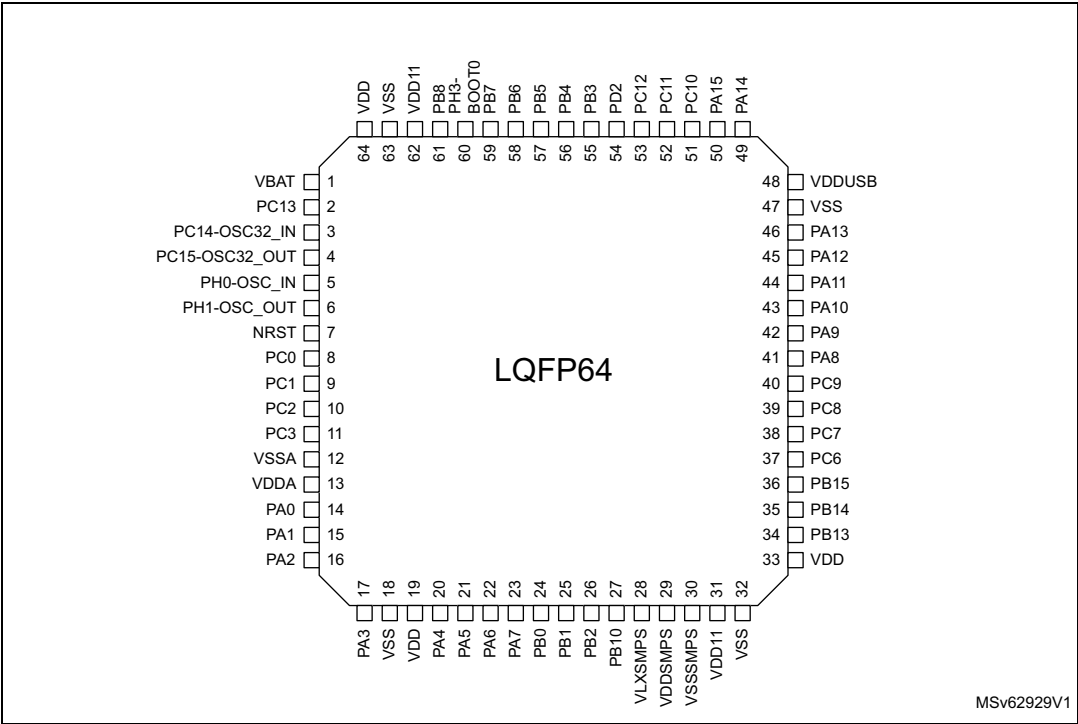 VDD
VSS
VDD11
PB8
PH3-
BOOT0
PB7
PB6
PB5
PB4
PB3
PD2
PC12
PC11
PC10
PA15
PA14
64
63
62
61
60
59
58
57
56
55
54
53
52
51
50
49
VBAT 1
PC13 2
PC14-OSC32_IN 3
PC15-OSC32_OUT 4
PH0-OSC_IN 5
PH1-OSC_OUT 6
NRST 7
PC0 8
PC1 9
PC2 10
PC3 11
VSSA 12
VDDA 13
PA0 14
PA1 15
PA2 16
LQFP64
48 VDDUSB
47 VSS
46 PA13
45 PA12
44 PA11
43 PA10
42 PA9
41 PA8
40 PC9
39 PC8
38 PC7
37 PC6
36 PB15
35 PB14
34 PB13
33 VDD
17
18
19
20
21
22
23
24
25
26
27
28
29
30
31
32
PA3
VSS
VDD
PA4
PA5
PA6
PA7
PB0
PB1
PB2
PB10
VLXSMPS
VDDSMPS
VSSSMPS
VDD11
VSS
MSv62929V1